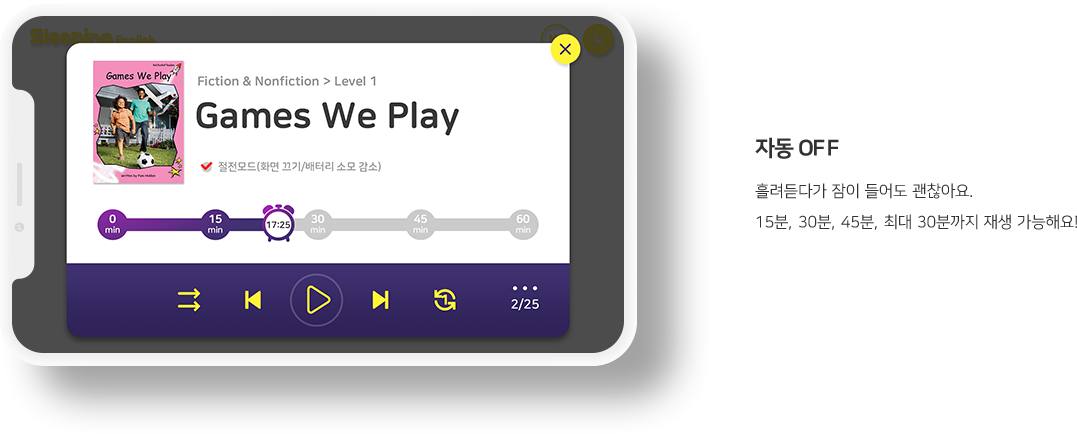 Sleeping English
Games We Play
Fiction & Nonfiction > Level 1
Games We Play
절전모드(화면 끄기/배터리 소모 감소)
0 min
15 min
17:25
30 min
45 min
60 min
1
2/25
자동 OFF
흘려듣다가 잠이 들어도 괜찮아요.
15분, 30분, 45분, 최대 30분까지 재생 가능해요!